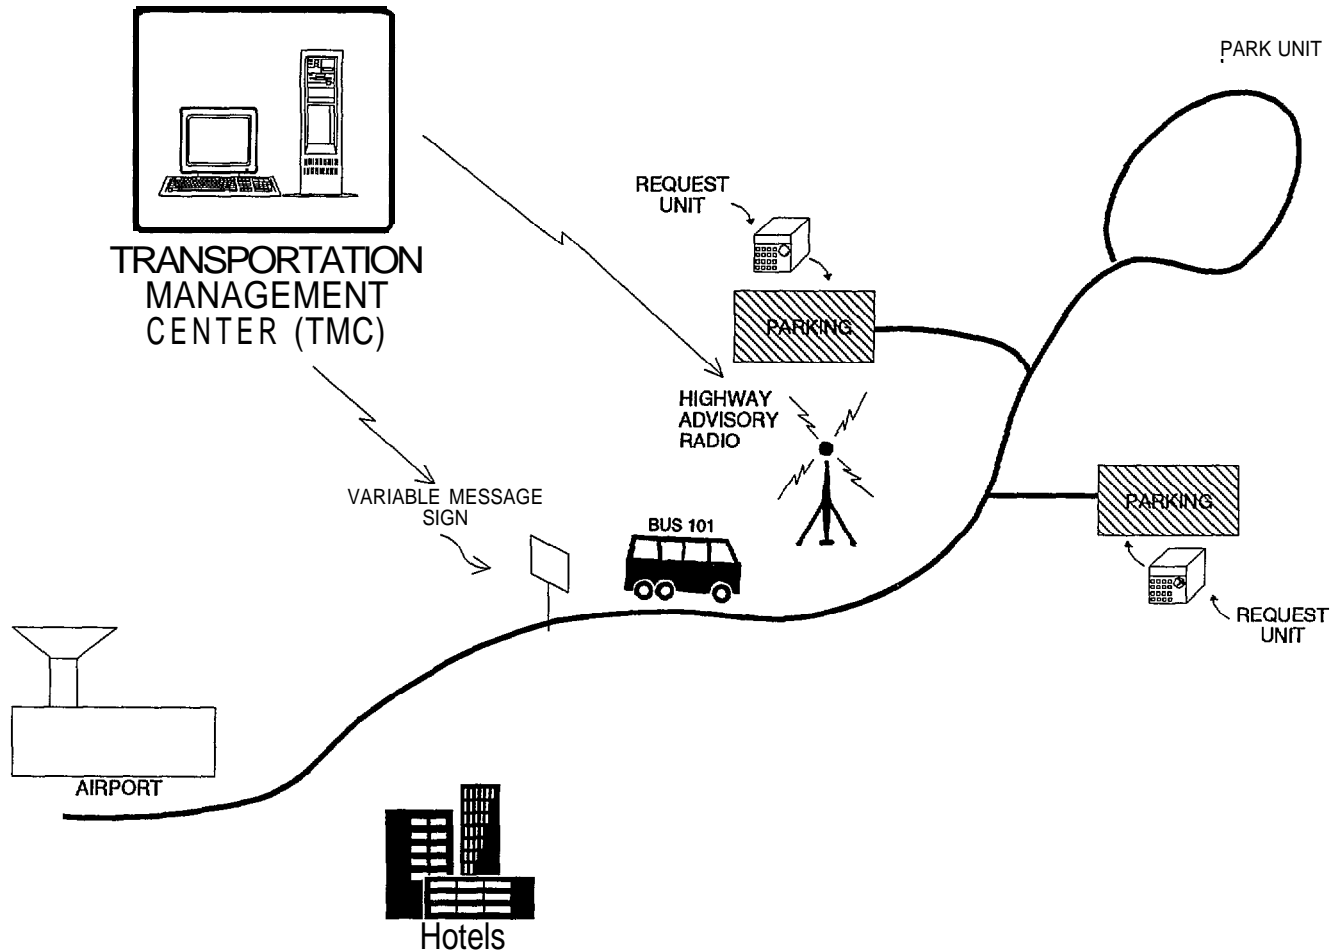 PARK UNIT
REQUEST
UNIT
TRANSPORTATION
MANAGEMENT
CENTER (TMC)
PARKING
HIGHWAY
ADVISORY
RADIO
VARIABLE MESSAGE
SIGN
PARKING
BUS 101
REQUEST
UNIT
AIRPORT
Hotels